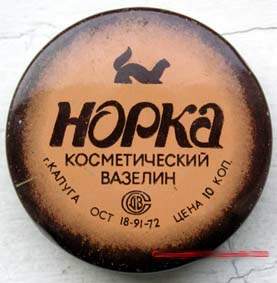 НОРКА
КОСМЕТИЧЕСКИЙ
ВАЗЕЛИН
г. КАЛУГА ОСТ 18-91-72 ЦЕНА 10 КОП.